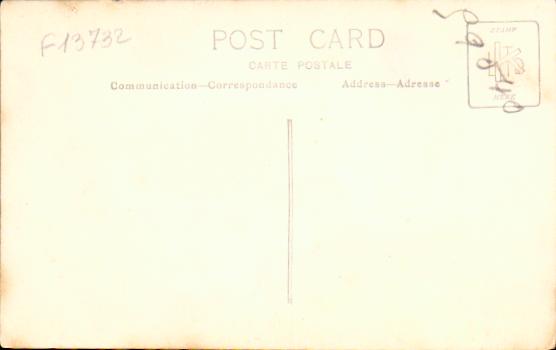 F13732
POST CARD
CARTE POSTALE
Communication—Correspondance
Address—Adresse
STAMP
HERE